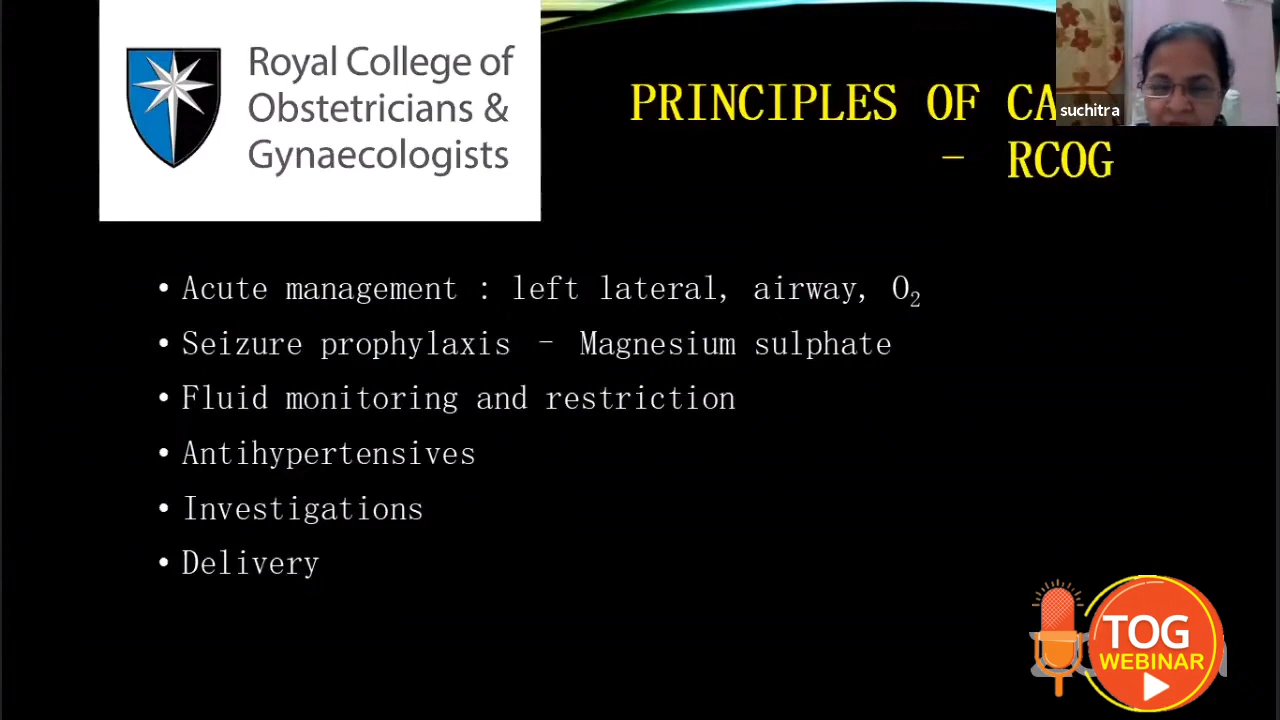 Royal College of
Obstetricians &
Gynaecologists
PRINCIPLES OF CA
- RCOG
suchitra
• Acute management : left lateral, airway, O₂
• Seizure prophylaxis - Magnesium sulphate
• Fluid monitoring and restriction
• Antihypertensives
• Investigations
• Delivery
TOG
WEBINAR